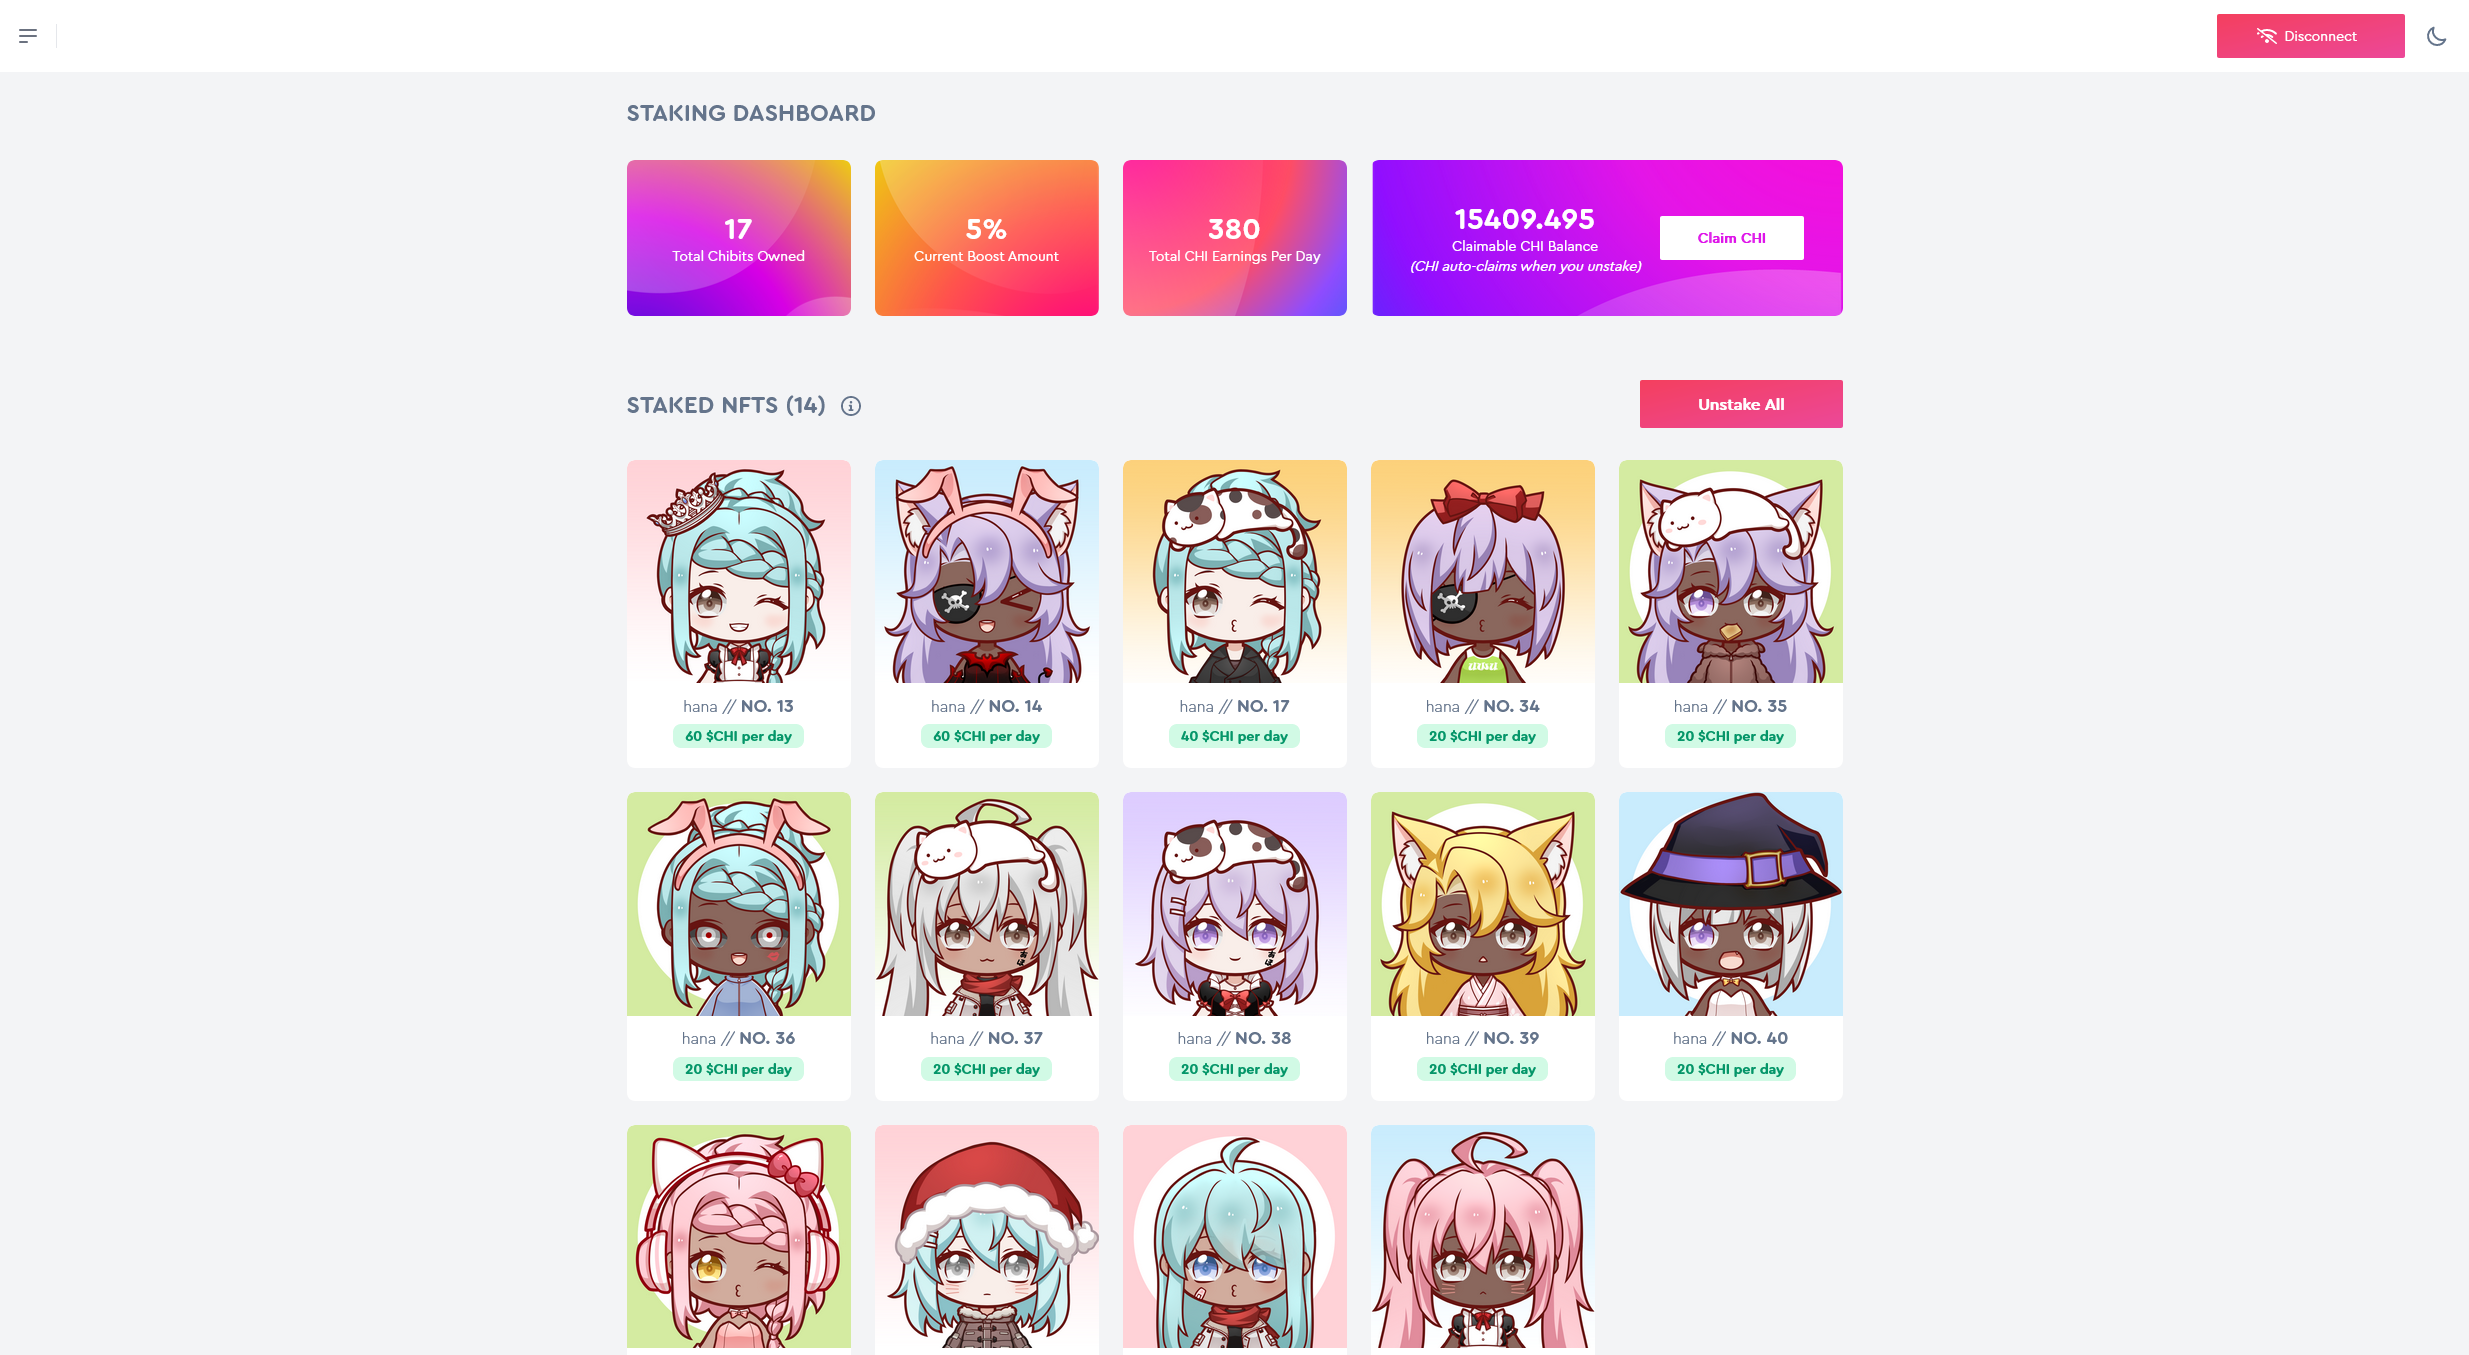 Disconnect
STAKING DASHBOARD
17
Total Chibits Owned
5%
Current Boost Amount
380
Total CHI Earnings Per Day
15409.495
Claimable CHI Balance
(CHI auto-claims when you unstake)
Claim CHI
STAKED NFTS (14)
Unstake All
hana // NO. 13
60 $CHI per day
hana // NO. 14
60 $CHI per day
hana // NO. 17
40 $CHI per day
hana // NO. 34
20 $CHI per day
hana // NO. 35
20 $CHI per day
あほ
あほ
hana // NO. 36
20 $CHI per day
hana // NO. 37
20 $CHI per day
hana // NO. 38
20 $CHI per day
hana // NO. 39
20 $CHI per day
hana // NO. 40
20 $CHI per day